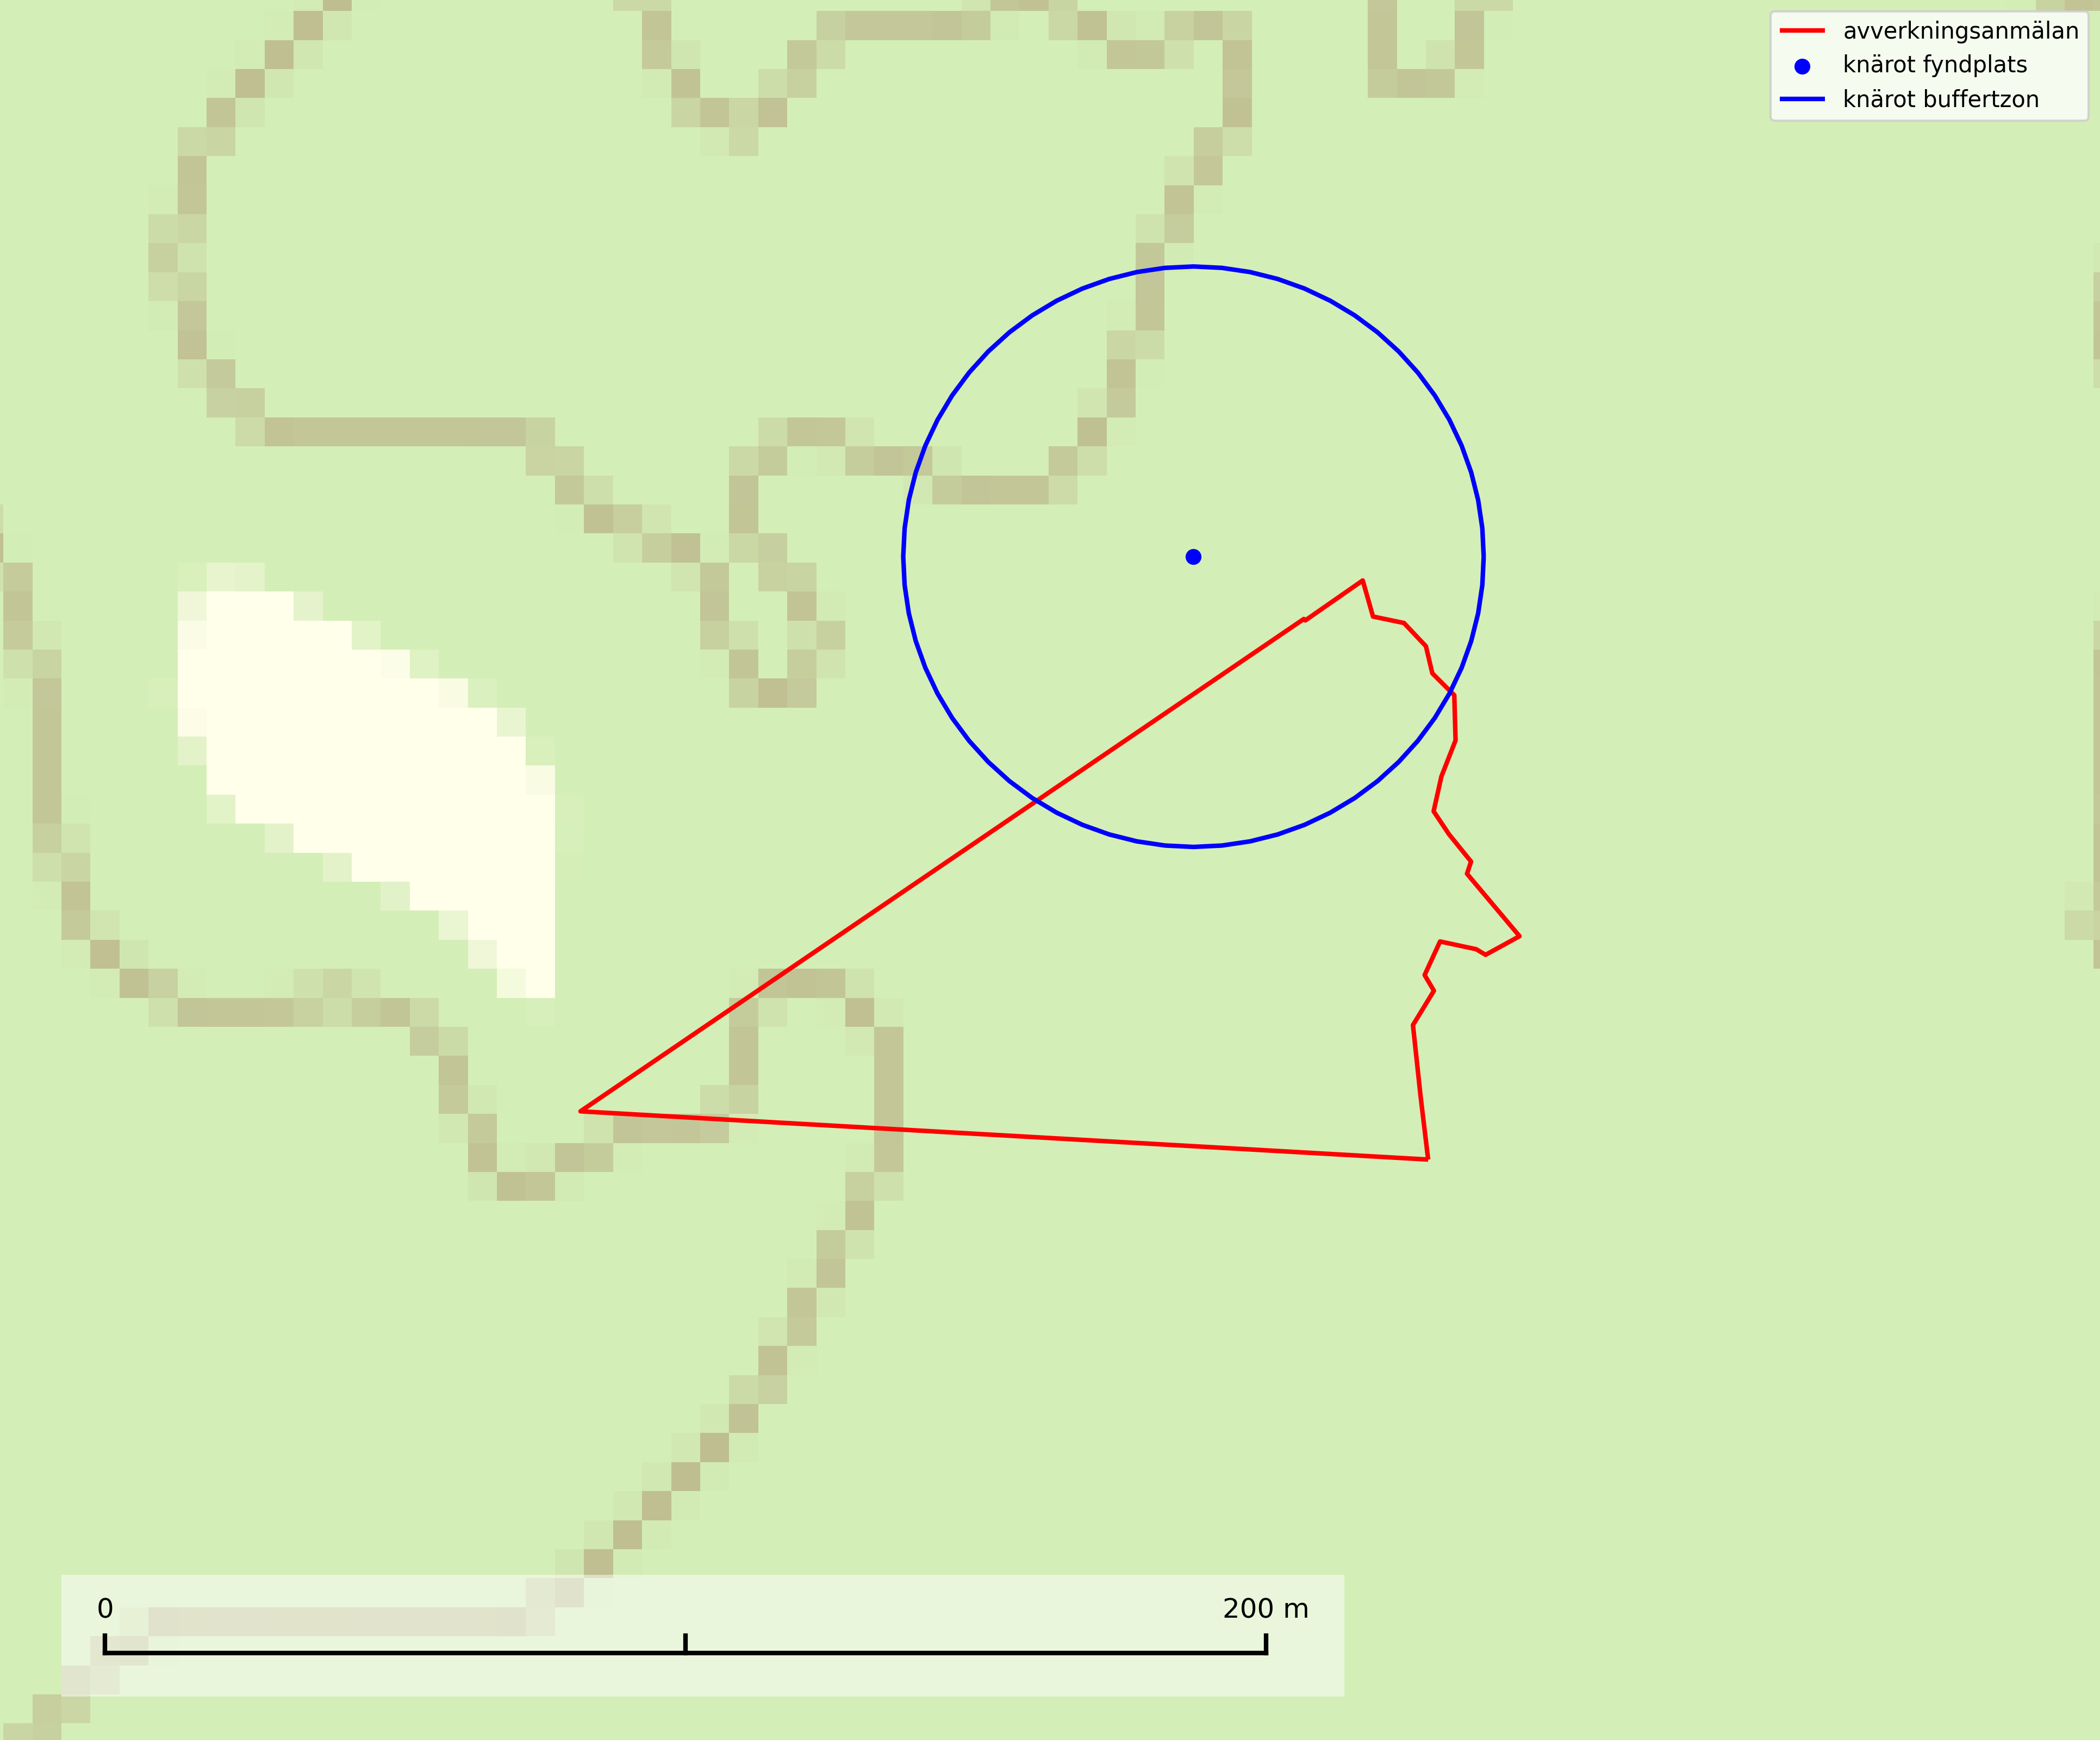 avverkningsanmälan
knärot fyndplats
knärot buffertzon
0
200 m